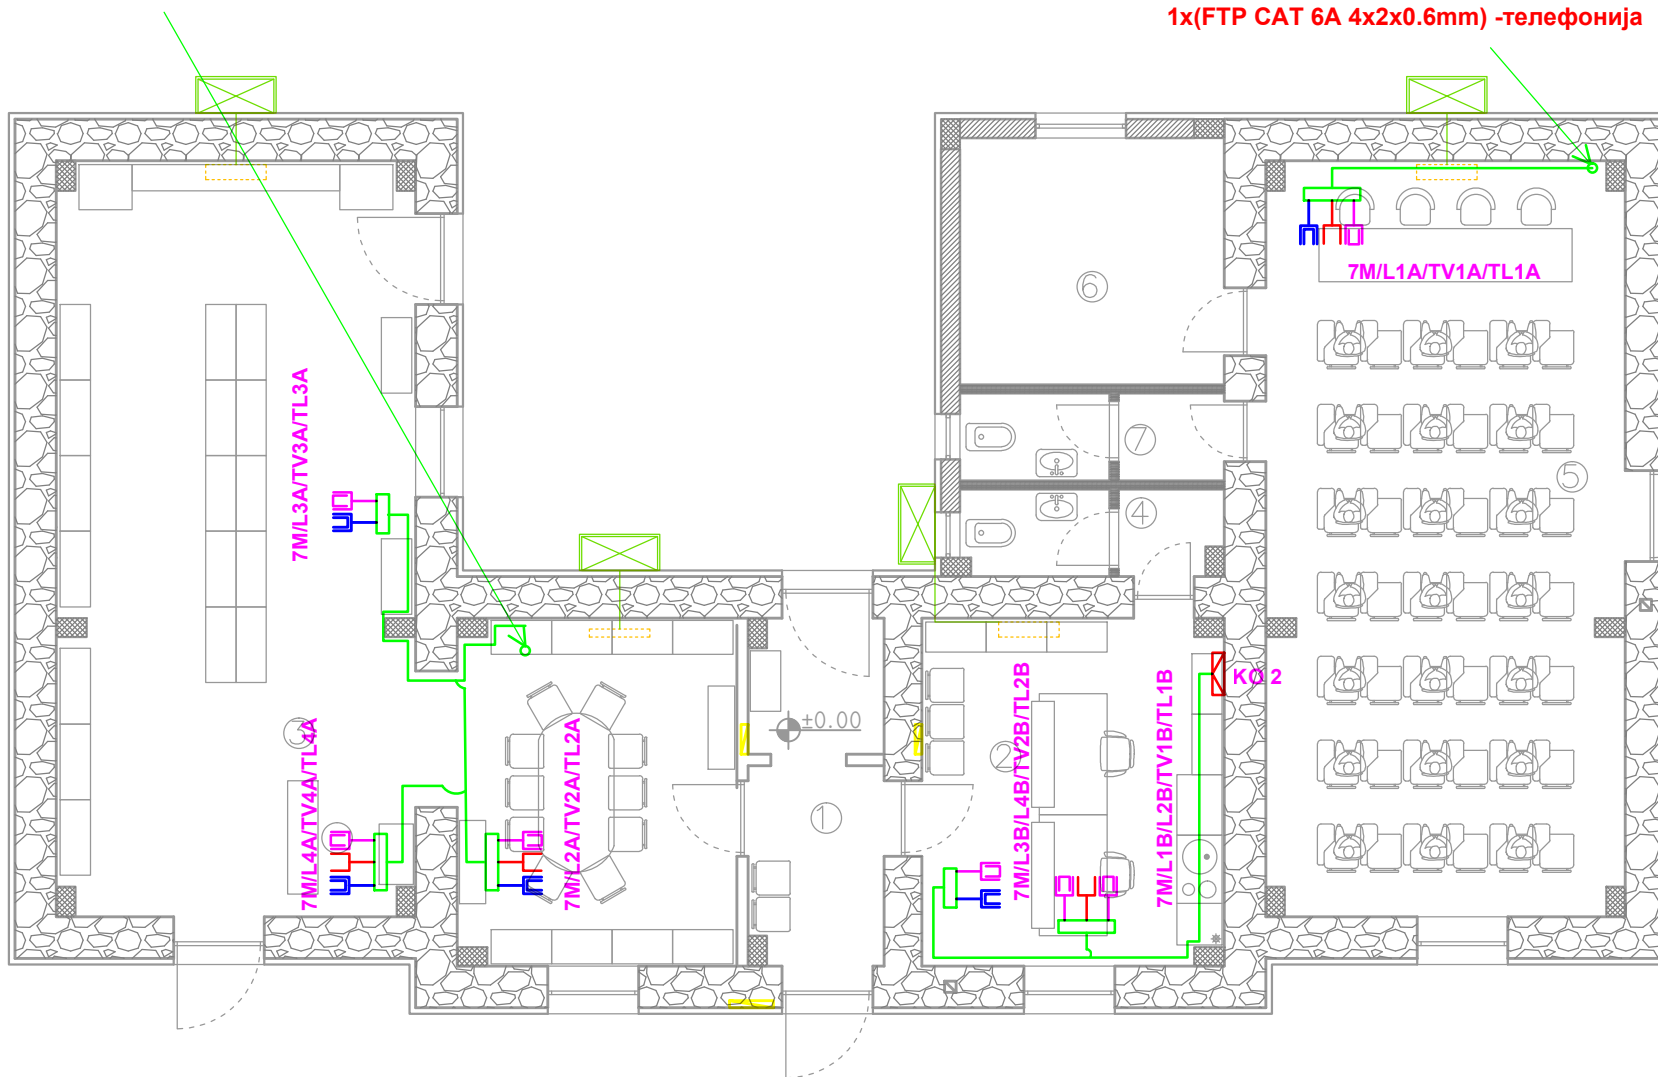 1x(FTP CAT 6A 4x2x0.6mm) -телефонија
7M/L1A/TV1A/TL1A
6
7M/L3A/TV3A/TL3A
7
5
4
KO 2
3
7M/L4A/TV4A/TL4A
7M/L2A/TV2A/TL2A
±0.00
1
2
7M/L3B/L4B/TV2B/TL2B
7M/L1B/L2B/TV1B/TL1B